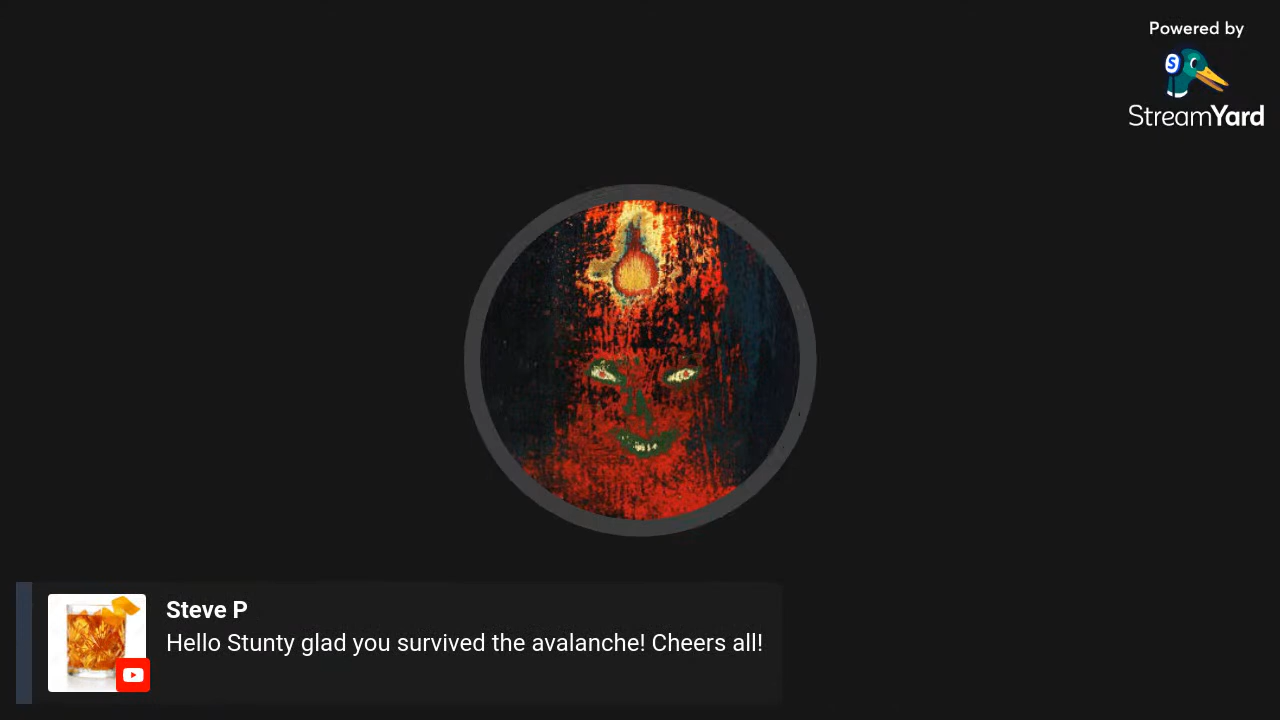 Powered by
S
StreamYard
Steve P
Hello Stunty glad you survived the avalanche! Cheers all!